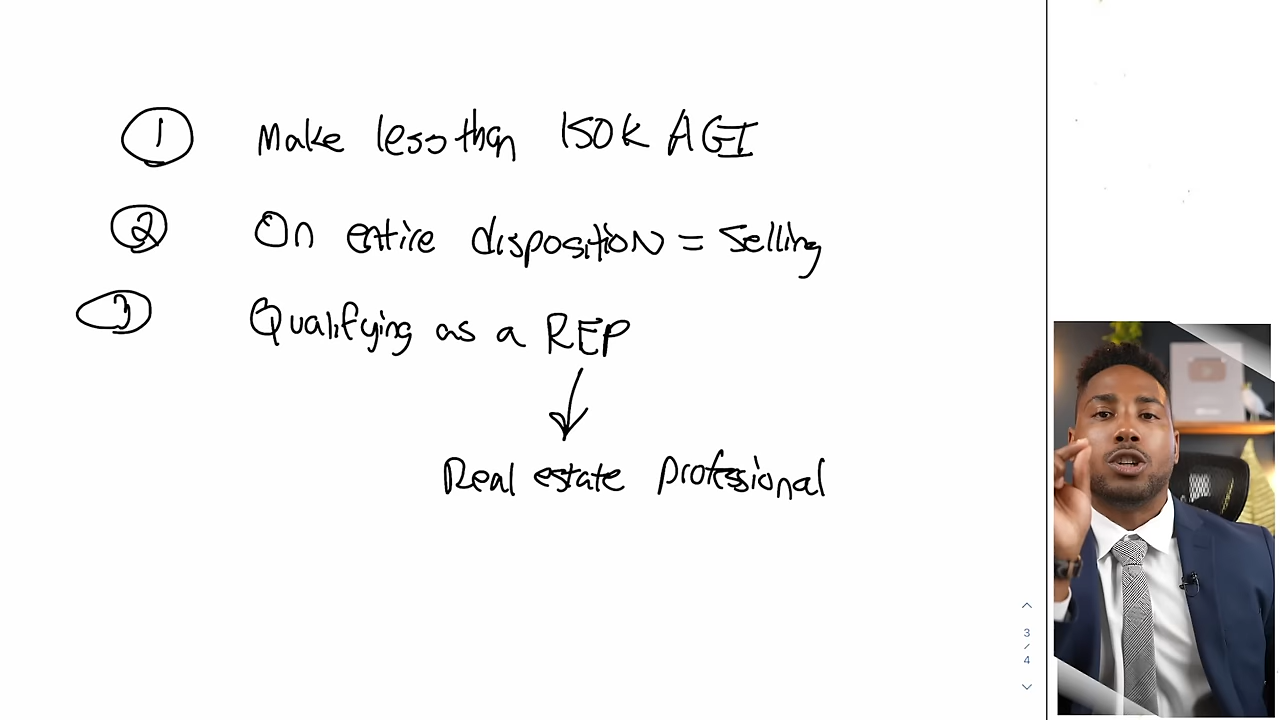 1 Make less than 150K AGI
2 On entire disposition = Selling
3 Qualifying as a REP
Real estate professional
3
/
4